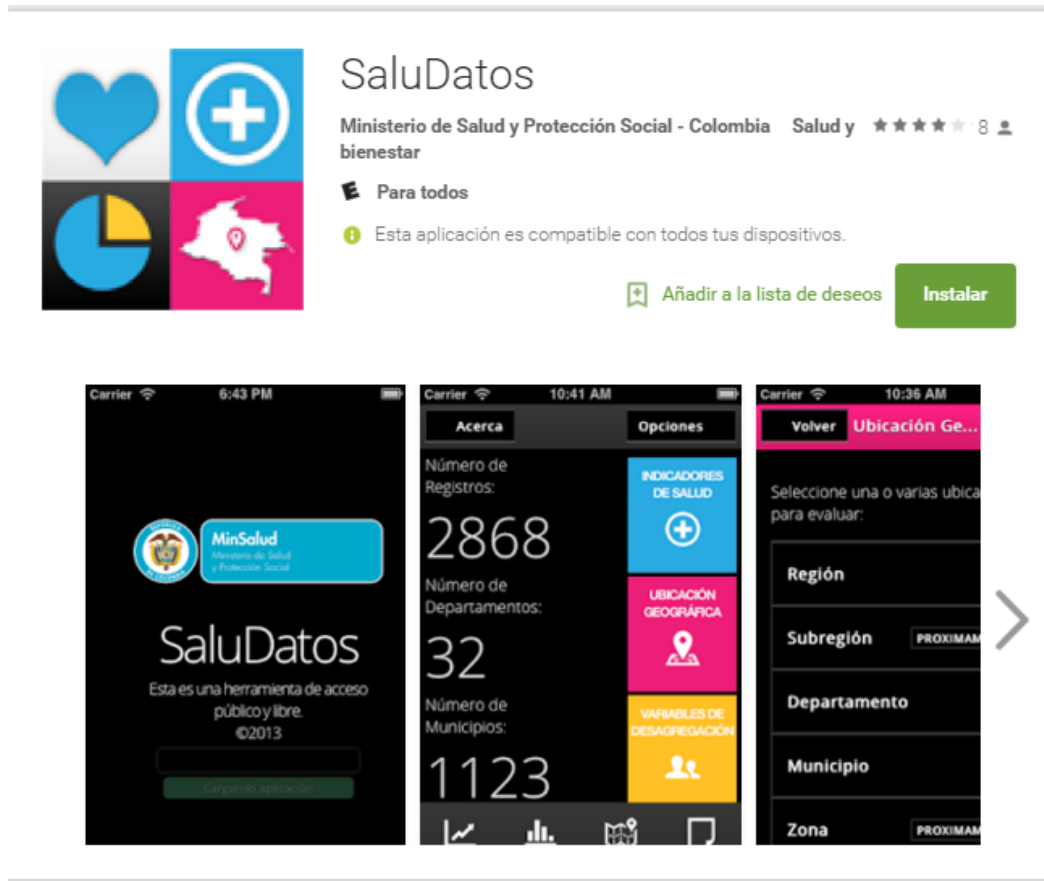 SaluDatos
Ministerio de Salud y Protección Social - Colombia Salud y 8
bienestar
E Para todos
Esta aplicación es compatible con todos tus dispositivos.
Añadir a la lista de deseos Instalar
Carrier 6:43 PM
MinSalud
Ministerio de Salud
y Protección Social
SaluDatos
Esta es una herramienta de acceso
público y libre.
©2013
Cargando aplicación
Carrier 10:41 AM
Acerca Opciones
Número de
Registros:
2868
Número de
Departamentos:
32
Número de
Municipios:
1123
INDICADORES
DE SALUD
UBICACIÓN
GEOGRÁFICA
VARIABLES DE
DESAGREGACIÓN
Carrier 10:36 AM
Volver Ubicación Ge...
Seleccione una o varias ubica
para evaluar:
Región
Subregión PROXIMAM
Departamento
Municipio
Zona PROXIMAM